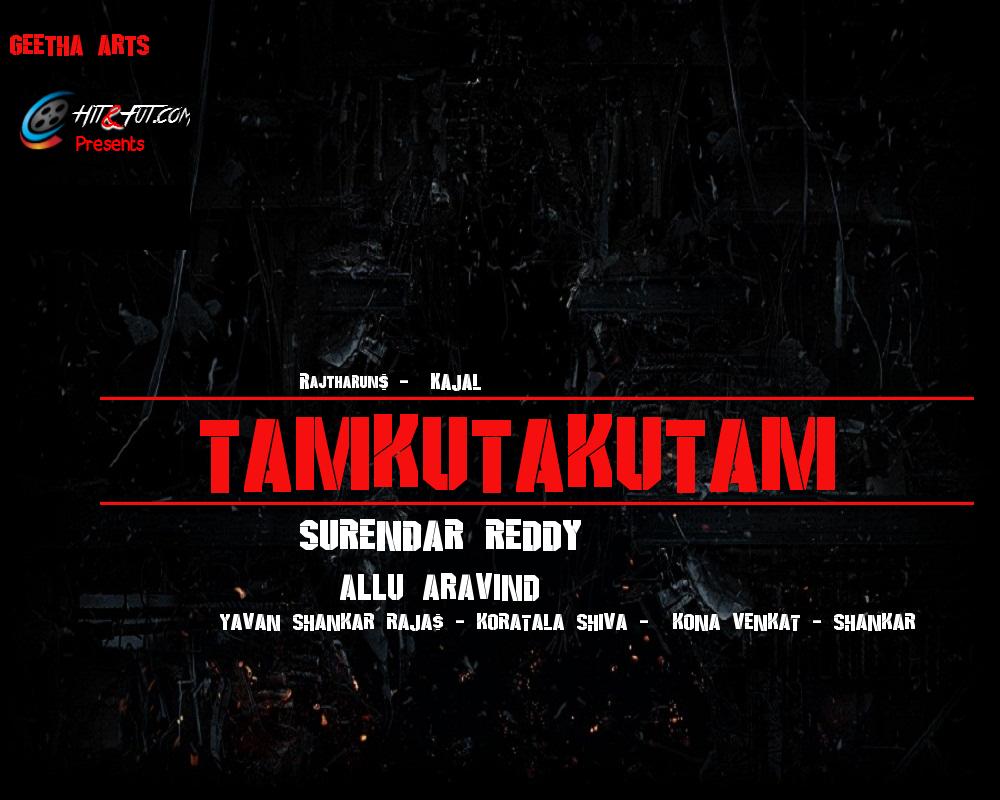 GEETHA ARTS
HIT&FUT.COM
Presents
RAJTHARUN$ - KAJAL
TAMKUTAKUTAM
SURENDAR REDDY
ALLU ARAVIND
YAVAN SHANKAR RAJA$ - KORATALA SHIVA - KONA VENKAT - SHANKAR